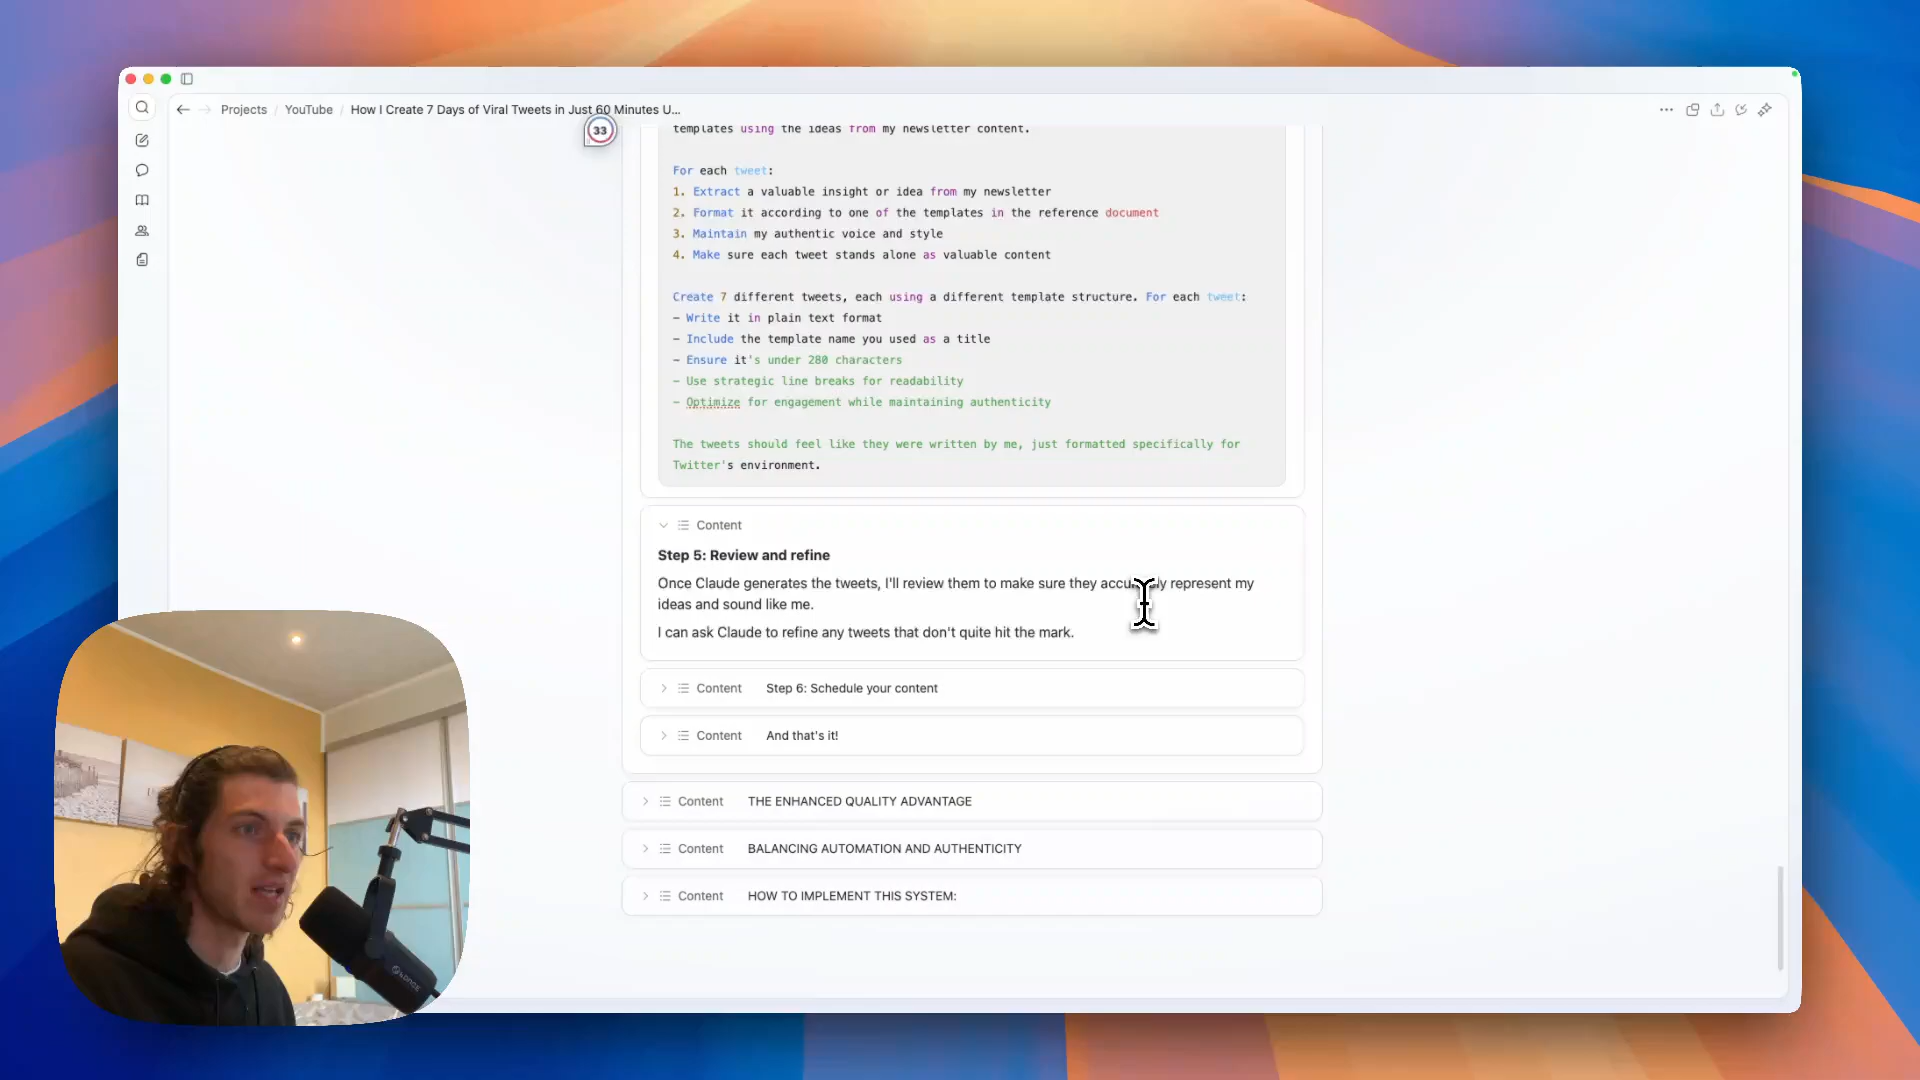 Projects / YouTube / How I Create 7 Days of Viral Tweets in Just 60 Minutes U...
33
templates using the ideas from my newsletter content.
For each tweet:
1. Extract a valuable insight or idea from my newsletter
2. Format it according to one of the templates in the reference document
3. Maintain my authentic voice and style
4. Make sure each tweet stands alone as valuable content
Create 7 different tweets, each using a different template structure. For each tweet:
- Write it in plain text format
- Include the template name you used as a title
- Ensure it's under 280 characters
- Use strategic line breaks for readability
- Optimize for engagement while maintaining authenticity
The tweets should feel like they were written by me, just formatted specifically for
Twitter's environment.
Content
Step 5: Review and refine
Once Claude generates the tweets, I'll review them to make sure they accurately represent my
ideas and sound like me.
I can ask Claude to refine any tweets that don't quite hit the mark.
Content Step 6: Schedule your content
Content And that's it!
Content THE ENHANCED QUALITY ADVANTAGE
Content BALANCING AUTOMATION AND AUTHENTICITY
Content HOW TO IMPLEMENT THIS SYSTEM: